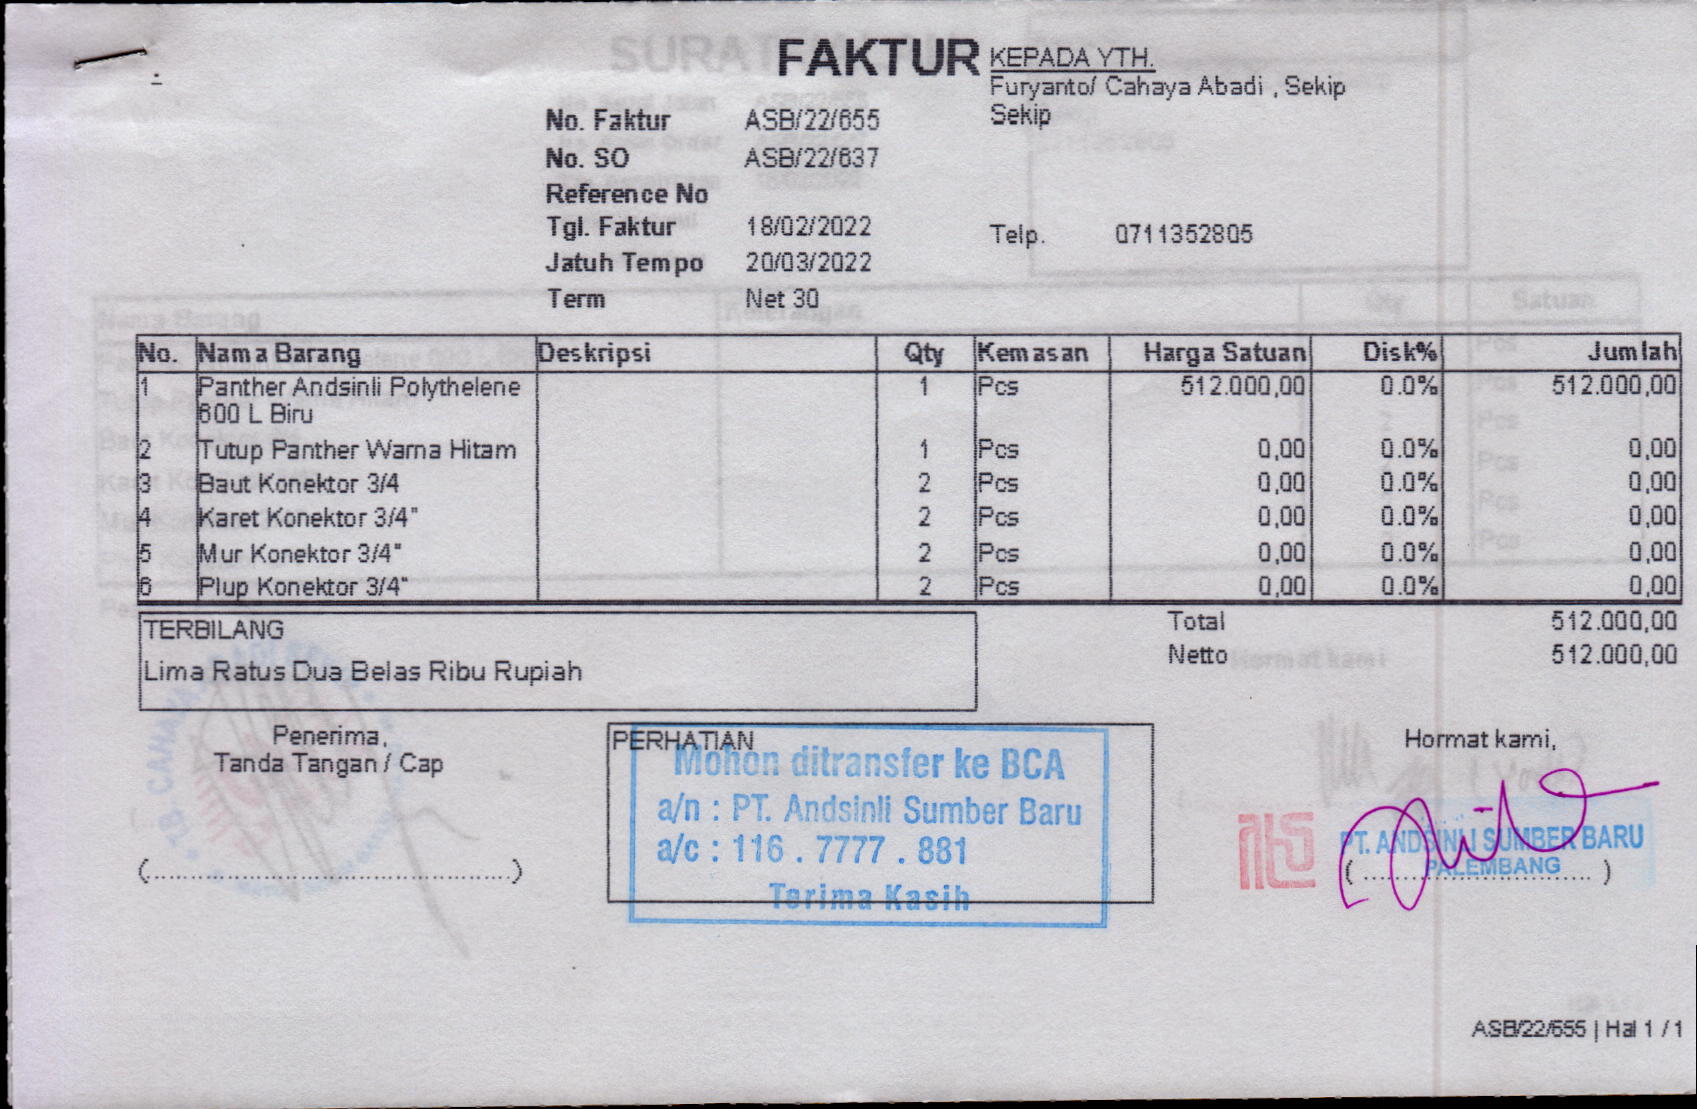 FAKTUR
KEPADA YTH.
Furyanto/ Cahaya Abadi , Sekip
Sekip
No. Faktur ASB/22/655
No. SO ASB/22/637
Reference No
Tgl. Faktur 18/02/2022
Telp. 0711352805
Jatuh Tempo 20/03/2022
Term Net 30
No. Nama Barang Deskripsi Qty Kemasan Harga Satuan Disk% Jumlah
1 Panther Andsinli Polythelene 1 Pcs 512.000,00 0.0% 512.000,00
600 L Biru
2 Tutup Panther Warna Hitam 1 Pcs 0,00 0.0% 0,00
3 Baut Konektor 3/4 2 Pcs 0,00 0.0% 0,00
4 Karet Konektor 3/4" 2 Pcs 0,00 0.0% 0,00
5 Mur Konektor 3/4" 2 Pcs 0,00 0.0% 0,00
6 Plup Konektor 3/4" 2 Pcs 0,00 0.0% 0,00
TERBILANG
Lima Ratus Dua Belas Ribu Rupiah
Total 512.000,00
Netto 512.000,00
Penerima,
Tanda Tangan / Cap
(........................................)
PERHATIAN
Mohon ditransfer ke BCA
a/n : PT. Andsinli Sumber Baru
a/c : 116 . 7777 . 881
Terima Kasih
Hormat kami,
PT. ANDSINLI SUMBER BARU
PALEMBANG
( ............................ )
ASB/22/655 | Hal 1 / 1